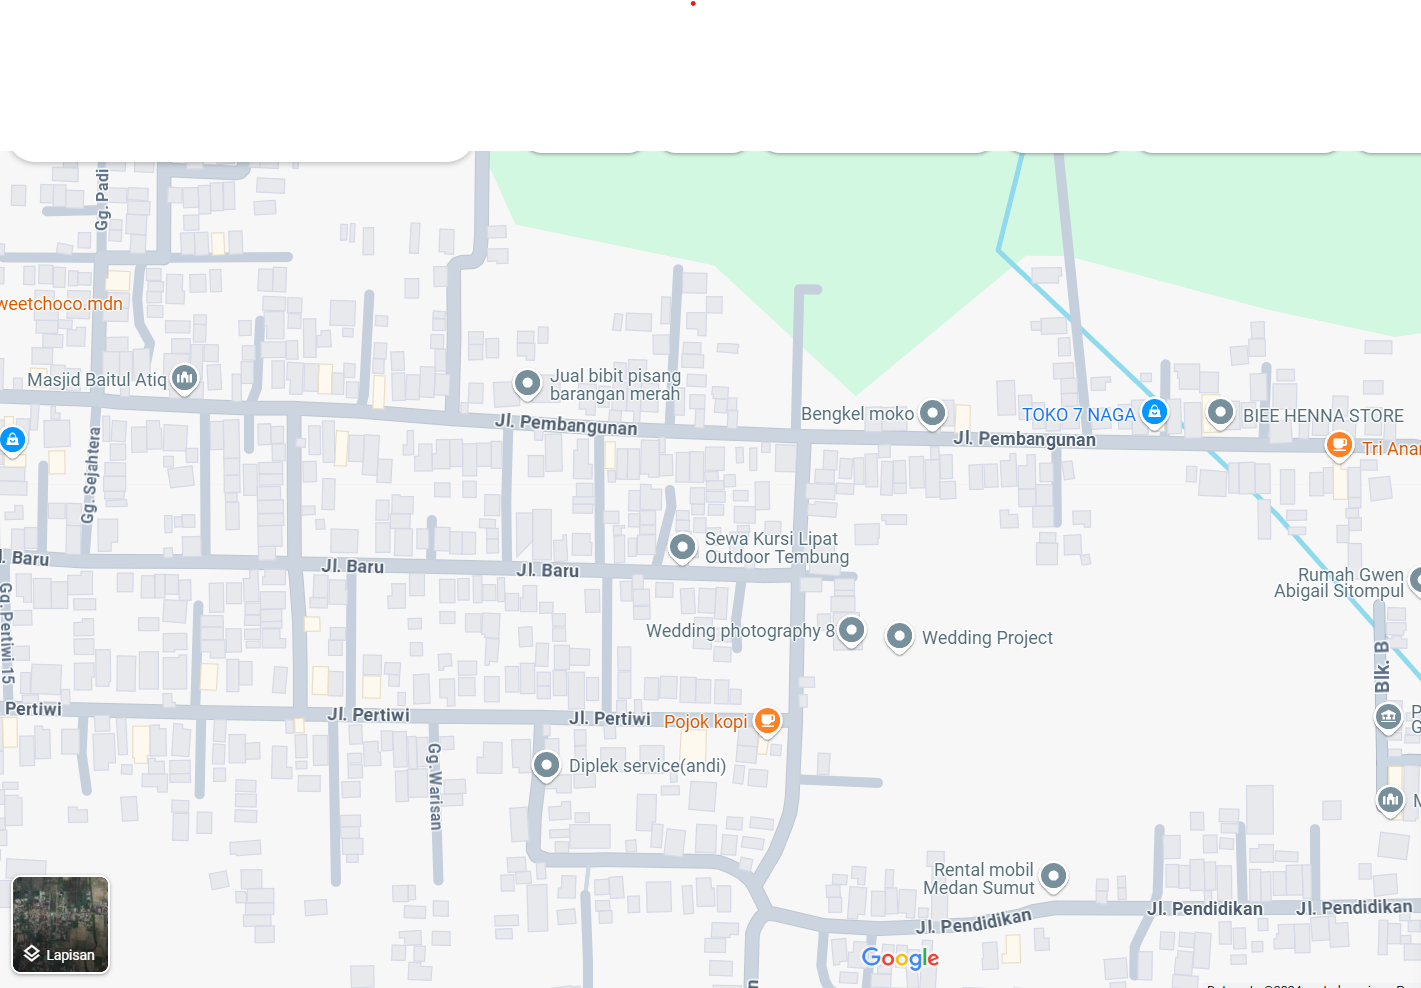 Gg. Padi
weetchoco.mdn
Masjid Baitul Atiq
Jual bibit pisang
barangan merah
Jl. Pembangunan
Bengkel moko
TOKO 7 NAGA
BIEE HENNA STORE
Jl. Pembangunan
Tri Anan
Gg. Sejahtera
l. Baru
Jl. Baru
Jl. Baru
Sewa Kursi Lipat
Outdoor Tembung
Rumah Gwen
Abigail Sitompul
Gg. Pertiwi 15
Wedding photography 8
Wedding Project
Blk. B
Pertiwi
Jl. Pertiwi
Jl. Pertiwi
Pojok kopi
P
G
Gg. Warisan
Diplek service(andi)
M
Rental mobil
Medan Sumut
Jl. Pendidikan
Jl. Pendidikan
Jl. Pendidikan
Lapisan
Google